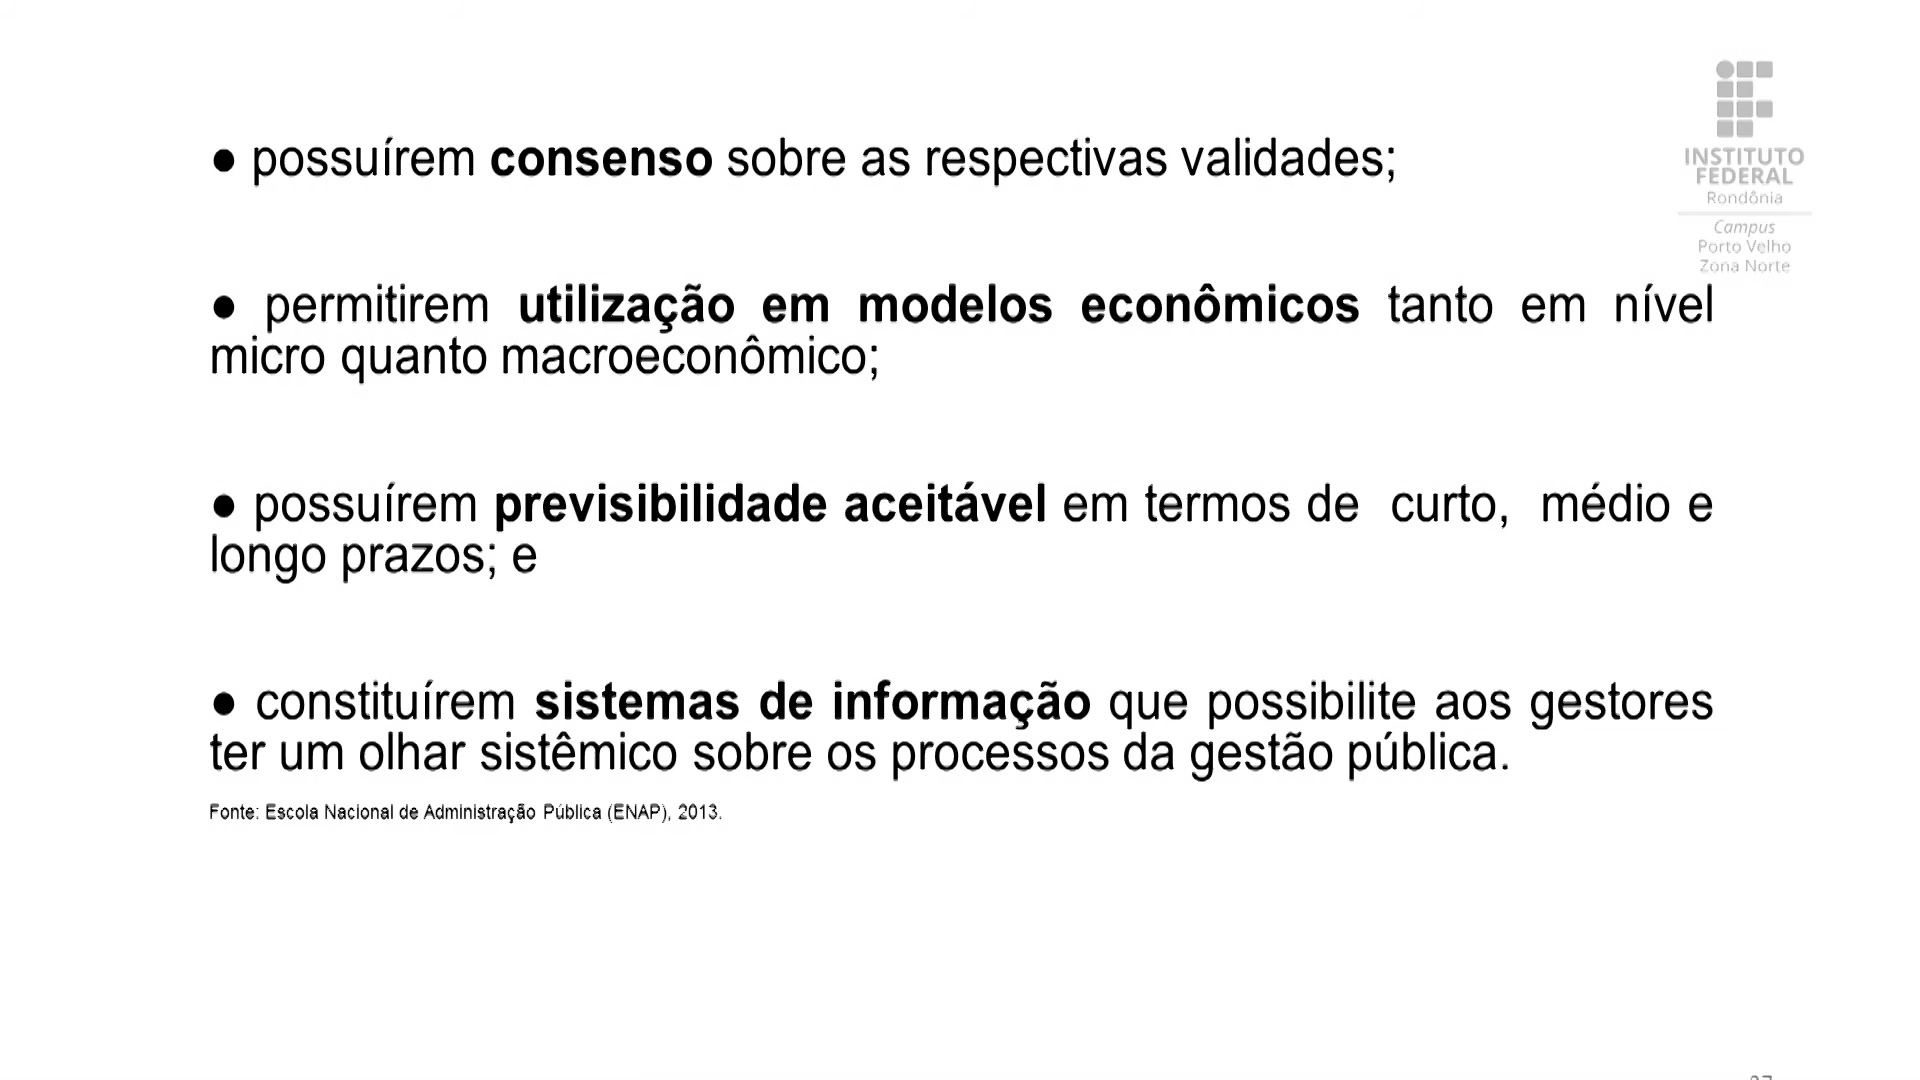 ● possuírem consenso sobre as respectivas validades;
INSTITUTO
FEDERAL
Rondônia
Campus
Porto Velho
Zona Norte
● permitirem utilização em modelos econômicos tanto em nível
micro quanto macroeconômico;
● possuírem previsibilidade aceitável em termos de curto, médio e
longo prazos; e
● constituírem sistemas de informação que possibilite aos gestores
ter um olhar sistêmico sobre os processos da gestão pública.
Fonte: Escola Nacional de Administração Pública (ENAP), 2013.